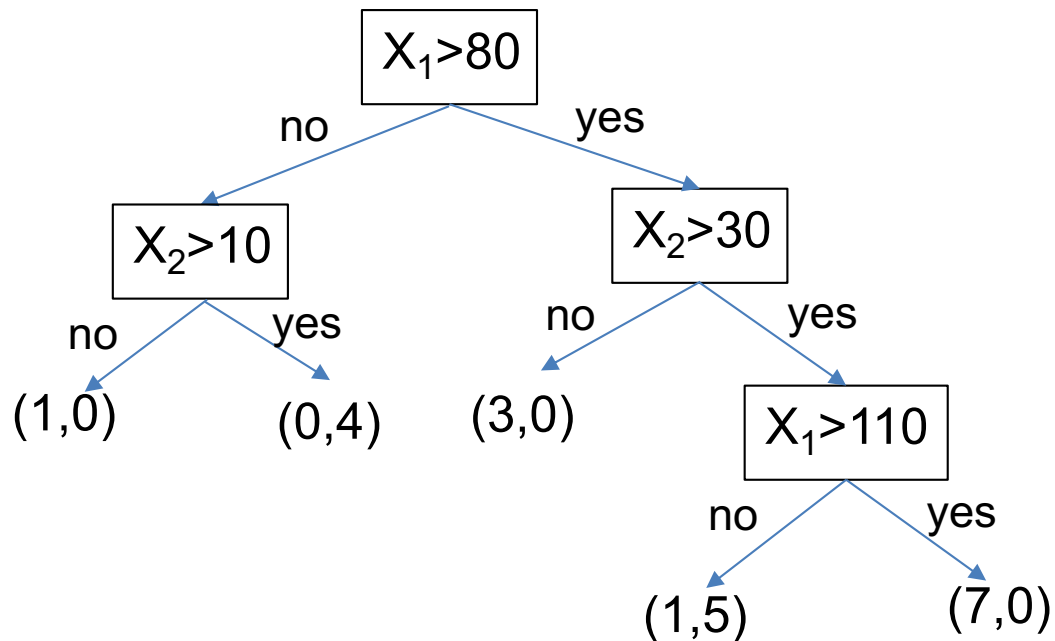 X₁>80
no
yes
X₂>10
X₂>30
no
yes
no
yes
(1,0)
(0,4)
(3,0)
X₁>110
no
yes
(1,5)
(7,0)